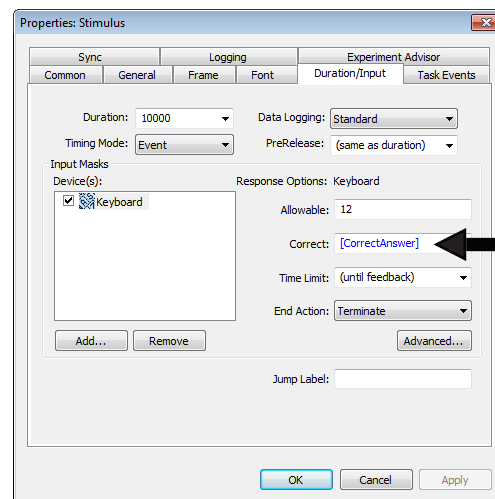 Properties: Stimulus
Sync Logging Experiment Advisor
Common General Frame Font Duration/Input Task Events
Duration: 10000 Data Logging: Standard
Timing Mode: Event PreRelease: (same as duration)
Input Masks
Device(s): Response Options: Keyboard
Keyboard
Allowable: 12
Correct: [CorrectAnswer]
Time Limit: (until feedback)
End Action: Terminate
Add... Remove Advanced...
Jump Label:
OK Cancel Apply